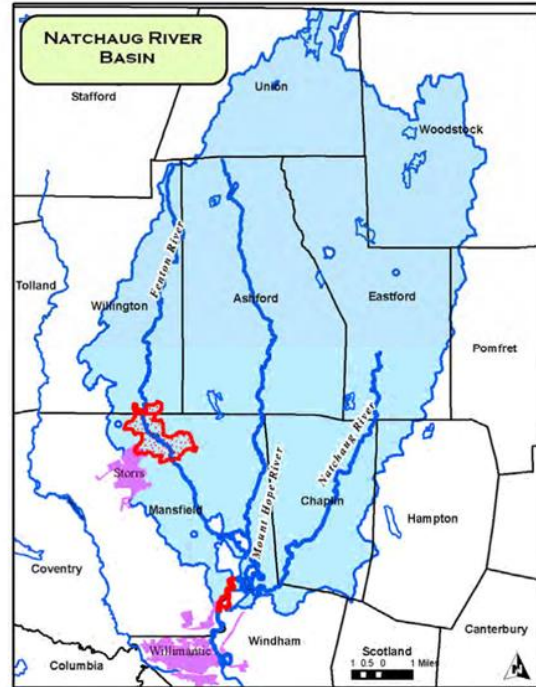 NATCHAUG RIVER
BASIN
Stafford
Union
Woodstock
Tolland
Willington
Fenton River
Ashford
Eastford
Pomfret
Storrs
Mansfield
Mount Hope River
Natchaug River
Chaplin
Hampton
Coventry
Canterbury
Columbia
Willimantic
Windham
Scotland
1 0.5 0 1 Miles
N